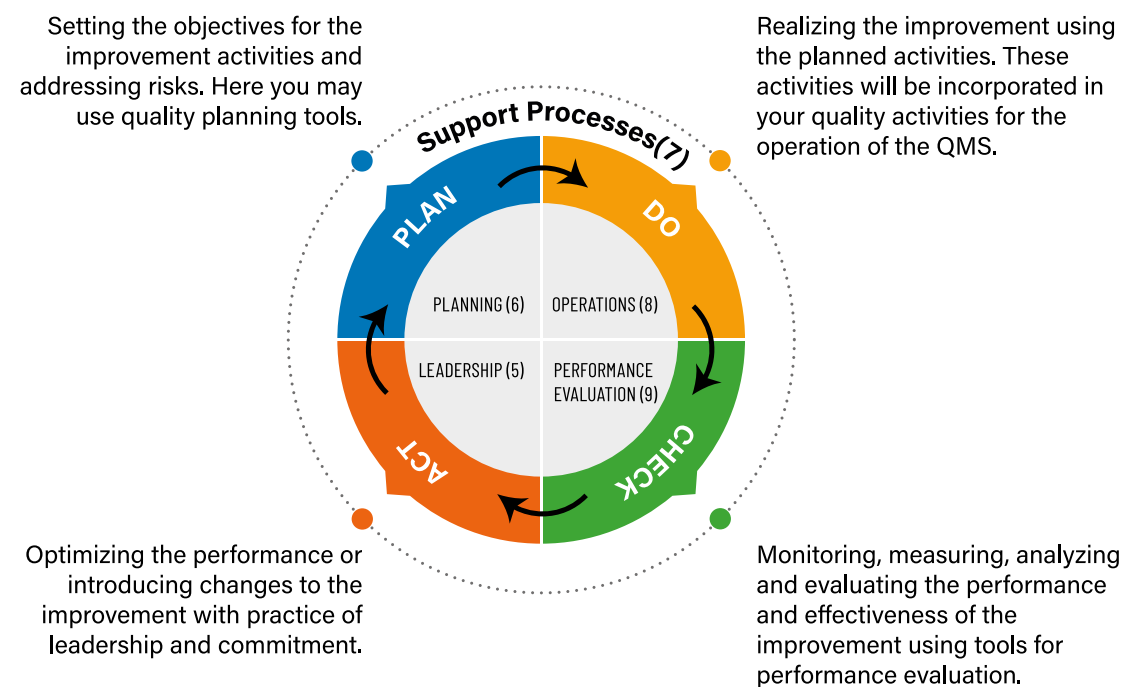 Setting the objectives for the
improvement activities and
addressing risks. Here you may
use quality planning tools.
Realizing the improvement using
the planned activities. These
activities will be incorporated in
your quality activities for the
operation of the QMS.
Support Processes(7)
PLAN
DO
PLANNING (6)
OPERATIONS (8)
LEADERSHIP (5)
PERFORMANCE
EVALUATION (9)
ACT
CHECK
Optimizing the performance or
introducing changes to the
improvement with practice of
leadership and commitment.
Monitoring, measuring, analyzing
and evaluating the performance
and effectiveness of the
improvement using tools for
performance evaluation.